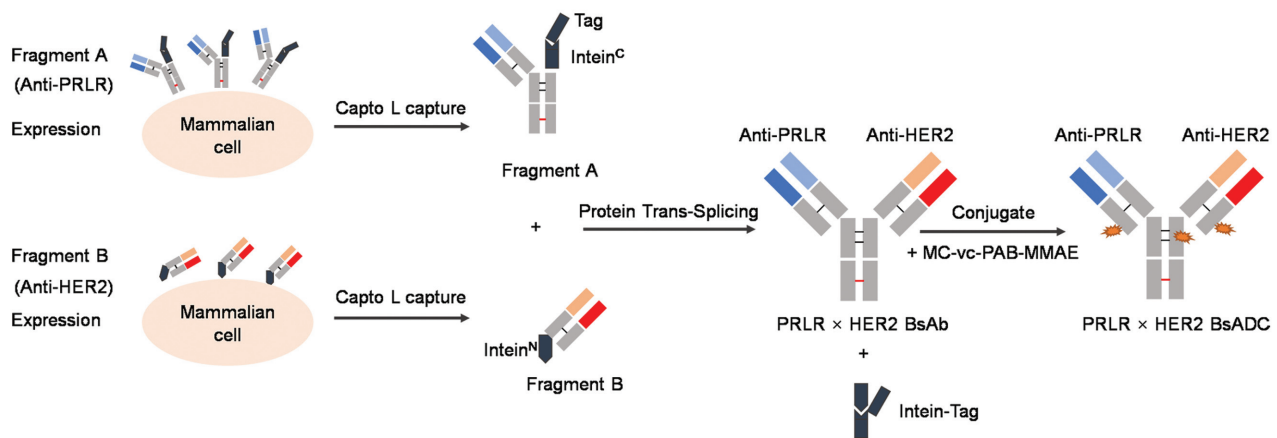 Fragment A
(Anti-PRLR)
Expression
Mammalian
cell
Capto L capture
Tag
Intein^C
Fragment A
+
Fragment B
(Anti-HER2)
Expression
Mammalian
cell
Capto L capture
Intein^N
Fragment B
Protein Trans-Splicing
Anti-PRLR
Anti-HER2
PRLR × HER2 BsAb
+
Intein-Tag
Conjugate
+ MC-vc-PAB-MMAE
Anti-PRLR
Anti-HER2
PRLR × HER2 BsADC